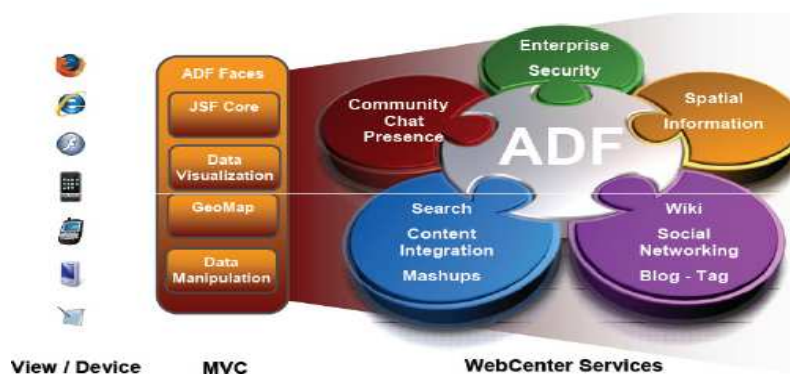 ADF Faces
JSF Core
Data
Visualization
GeoMap
Data
Manipulation
Enterprise
Security
Community
Chat
Presence
ADF
Spatial
Information
Search
Content
Integration
Mashups
Wiki
Social
Networking
Blog - Tag
View / Device
MVC
WebCenter Services